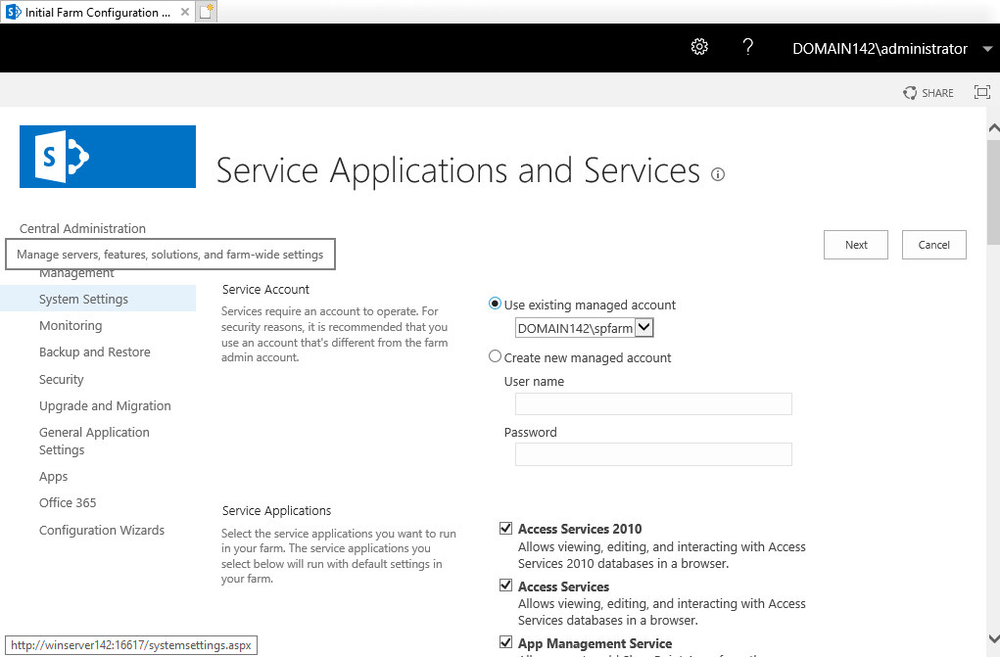 Initial Farm Configuration ...
?
DOMAIN142\administrator
SHARE
S
Service Applications and Services
Central Administration
Manage servers, features, solutions, and farm-wide settings
Management
System Settings
Monitoring
Backup and Restore
Security
Upgrade and Migration
General Application
Settings
Apps
Office 365
Configuration Wizards
Next
Cancel
Service Account
Services require an account to operate. For
security reasons, it is recommended that you
use an account that's different from the farm
admin account.
Use existing managed account
DOMAIN142\spfarm
Create new managed account
User name
Password
Service Applications
Select the service applications you want to run
in your farm. The service applications you
select below will run with default settings in
your farm.
Access Services 2010
Allows viewing, editing, and interacting with Access
Services 2010 databases in a browser.
Access Services
Allows viewing, editing, and interacting with Access
Services databases in a browser.
App Management Service
http://winserver142:16617/systemsettings.aspx